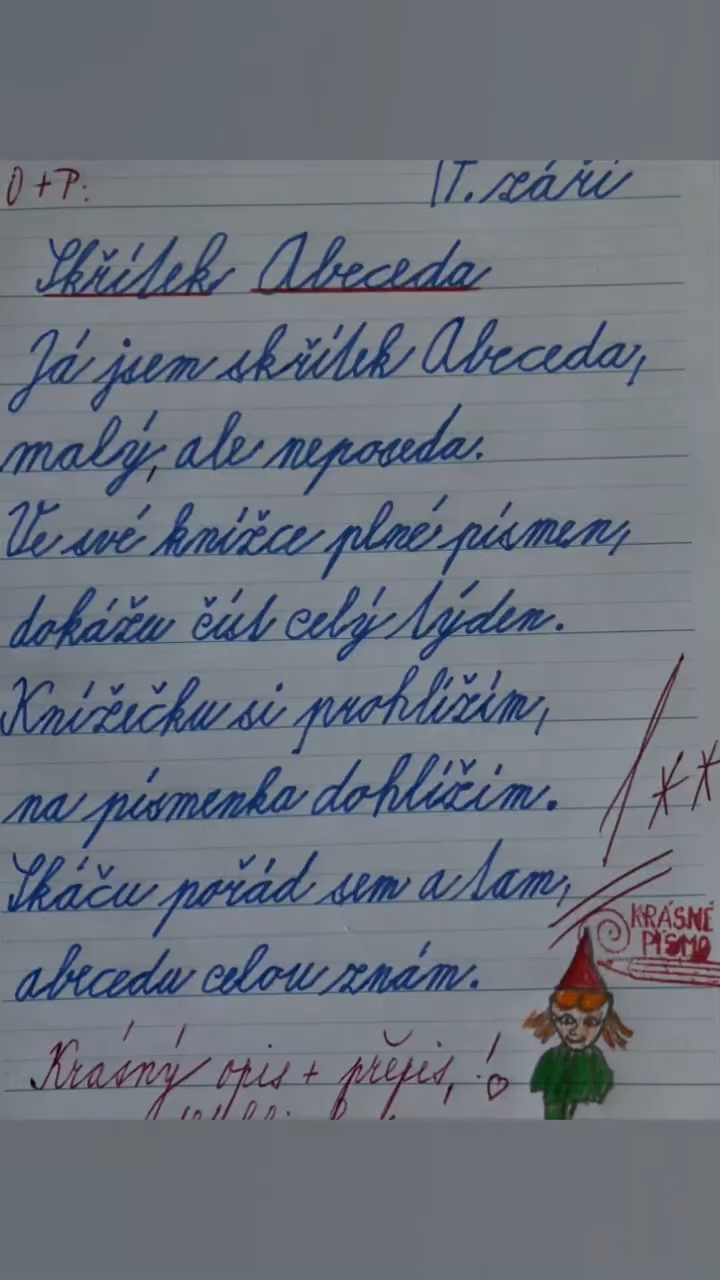 O + P:
17. září
Skřítek Abeceda
Já jsem skřítek Abeceda,
malý, ale neposeda.
Ve své knížce plné písmen,
dokážu číst celý týden.
Knížečku si prohlížím,
na písmenka dohlížím.
Skáču pořád sem a tam,
abecedu celou znám.
KRÁSNÉ
PÍSMO
Krásný opis + přepis, !